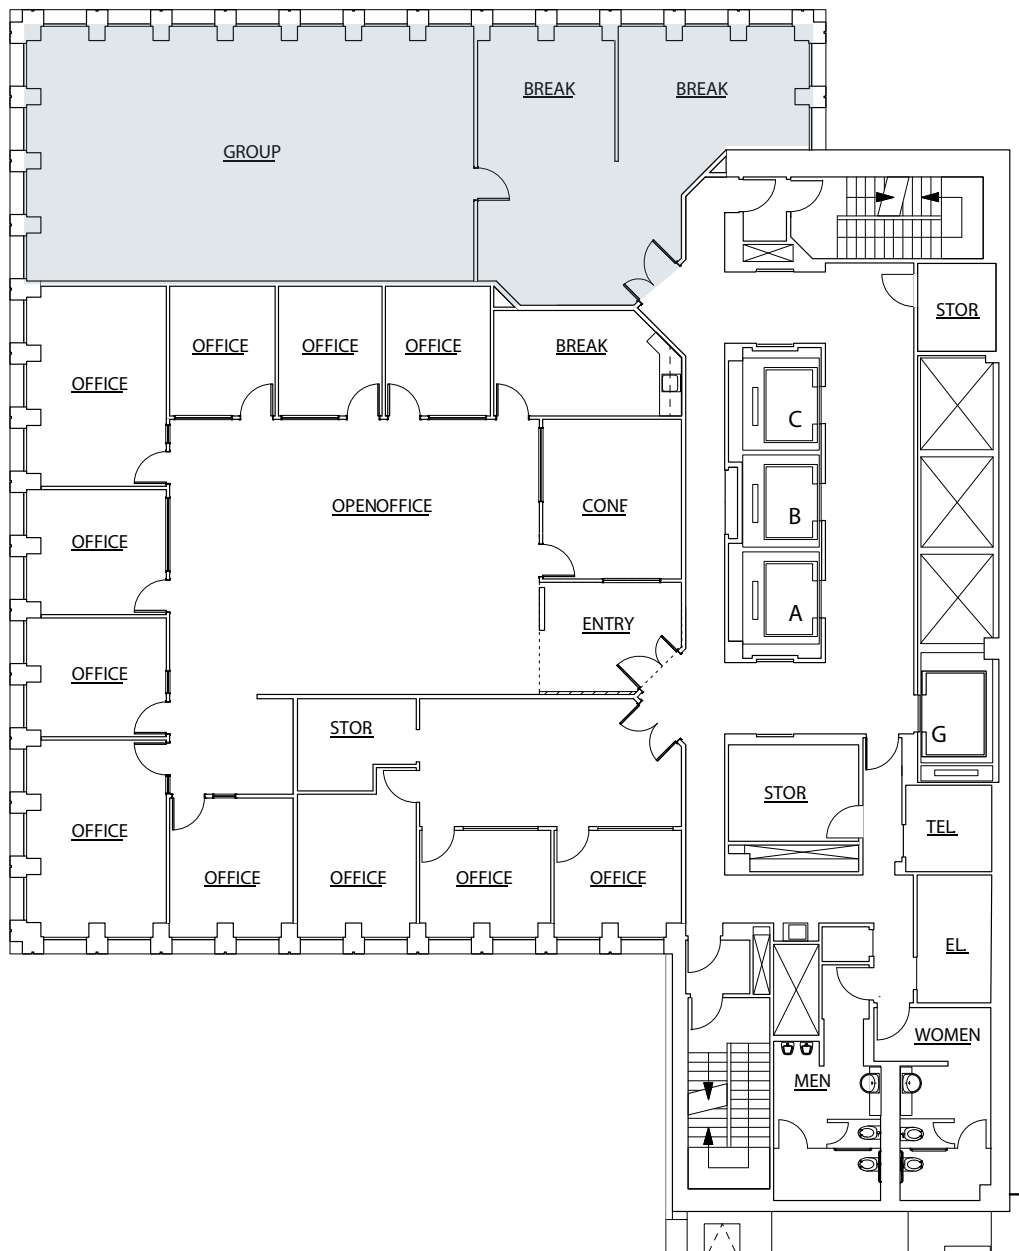 BREAK
BREAK
GROUP
STOR
OFFICE
OFFICE
OFFICE
BREAK
OFFICE
C
OPENOFFICE
CONF
B
OFFICE
A
ENTRY
OFFICE
STOR
G
STOR
OFFICE
TEL.
OFFICE
OFFICE
OFFICE
OFFICE
EL.
WOMEN
MEN